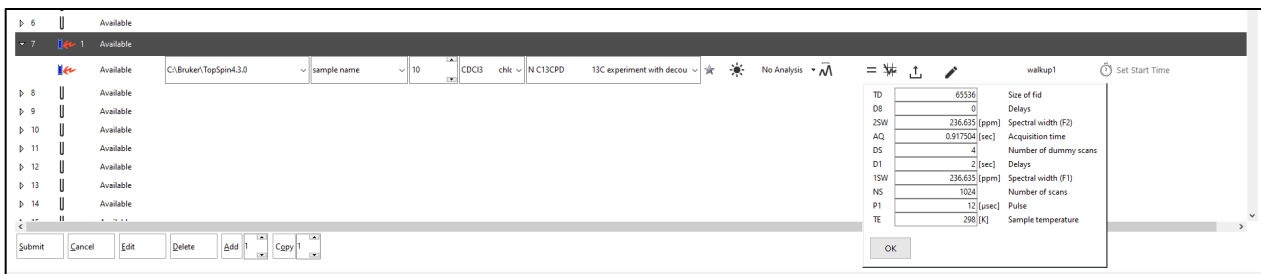 6 Available
7 1 Available
Available C:\Bruker\TopSpin4.3.0 sample name 10 CDCl3 chlc N C13CPD 13C experiment with decou No Analysis walkup1 Set Start Time
8 Available
9 Available
10 Available
11 Available
12 Available
13 Available
14 Available
TD 65536 Size of fid
D8 0 Delays
2SW 236.635 [ppm] Spectral width (F2)
AQ 0.917504 [sec] Acquisition time
DS 4 Number of dummy scans
D1 2 [sec] Delays
1SW 236.635 [ppm] Spectral width (F1)
NS 1024 Number of scans
P1 12 [µsec] Pulse
TE 298 [K] Sample temperature
OK
Submit Cancel Edit Delete Add 1 Copy 1